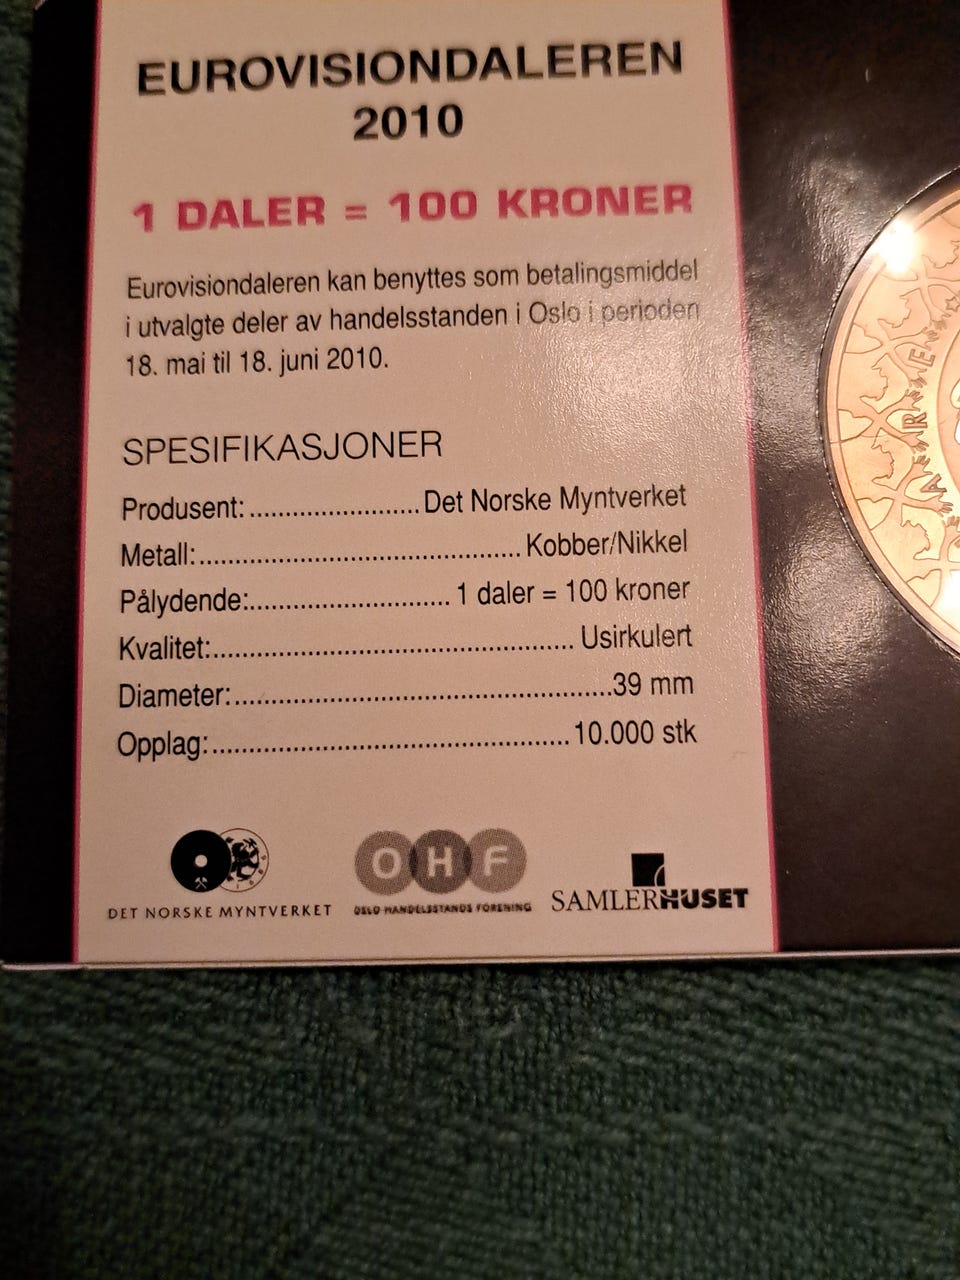 EUROVISIONDALEREN
2010
1 DALER = 100 KRONER
Eurovisiondaleren kan benyttes som betalingsmiddel
i utvalgte deler av handelsstanden i Oslo i perioden
18. mai til 18. juni 2010.
SPESIFIKASJONER
Produsent:......................Det Norske Myntverket
Metall:.........................................Kobber/Nikkel
Pålydende:..........................1 daler = 100 kroner
Kvalitet:..............................................Usirkulert
Diameter:................................................39 mm
Opplag:.............................................10.000 stk
DET NORSKE MYNTVERKET
OHF
OSLO HANDELSSTANDS FORENING
SAMLERHUSET